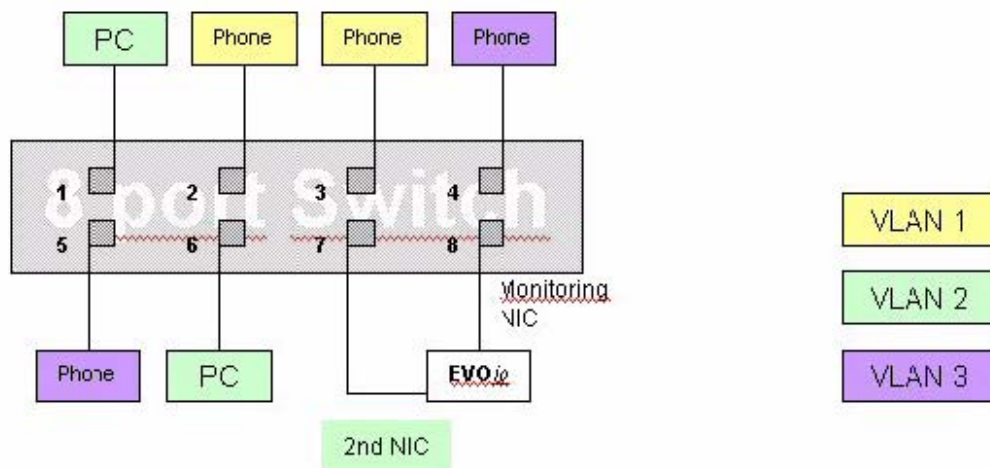 PC
Phone
Phone
Phone
8 port Switch
1
2
3
4
5
6
7
8
Monitoring
NIC
Phone
PC
EVOip
2nd NIC
VLAN 1
VLAN 2
VLAN 3